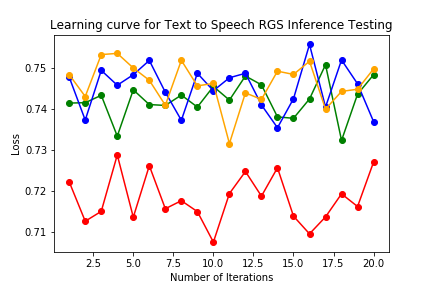 Learning curve for Text to Speech RGS Inference Testing
0.75
0.74
0.73
0.72
0.71
Loss
2.5 5.0 7.5 10.0 12.5 15.0 17.5 20.0
Number of Iterations